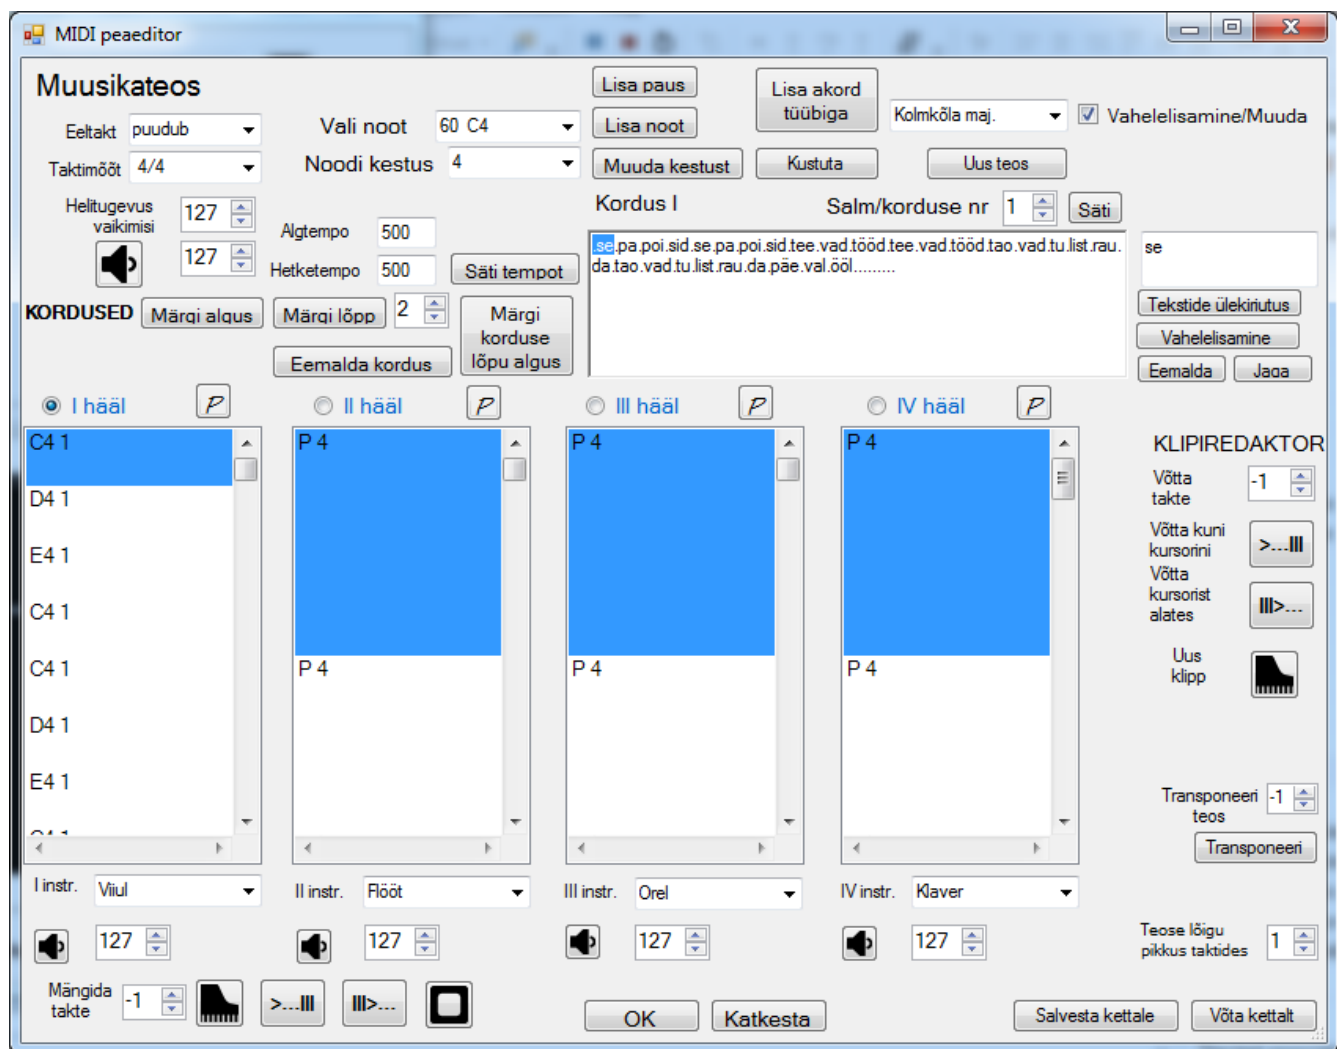 MIDI peaeditor
Muusikateos
Eeltakt puudub
Taktimõõt 4/4
Vali noot 60 C4
Noodi kestus 4
Lisa paus
Lisa noot
Muuda kestust
Lisa akord
tüübiga
Kustuta
Kolmkõla maj.
Vahelelisamine/Muuda
Uus teos
Helitugevus
vaikimisi
127
127
Algtempo 500
Hetketempo 500
Säti tempot
Kordus I
Salm/korduse nr 1
Säti
.se.pa.poi.sid.se.pa.poi.sid.tee.vad.tööd.tee.vad.tööd.tao.vad.tu.list.rau.
da.tao.vad.tu.list.rau.da.päe.val.ööl.........
se
Tekstide ülekirjutus
Vahelelisamine
Eemalda
Jaga
KORDUSED
Märgi algus
Märgi lõpp
2
Märgi
korduse
lõpu algus
Eemalda kordus
I hääl
P
II hääl
P
III hääl
P
IV hääl
P
C4 1
D4 1
E4 1
C4 1
C4 1
D4 1
E4 1
P 4
P 4
P 4
P 4
P 4
P 4
KLIPIREDAKTOR
Võtta
takte
-1
Võtta kuni
kursorini
>...III
Võtta
kursorist
alates
III>...
Uus
klipp
Transponeeri
teos
-1
Transponeeri
I instr. Viiul
II instr. Flööt
III instr. Orel
IV instr. Klaver
127
127
127
127
Teose lõigu
pikkus taktides
1
Mängida
takte
-1
>...III
III>...
OK
Katkesta
Salvesta kettale
Võta kettalt